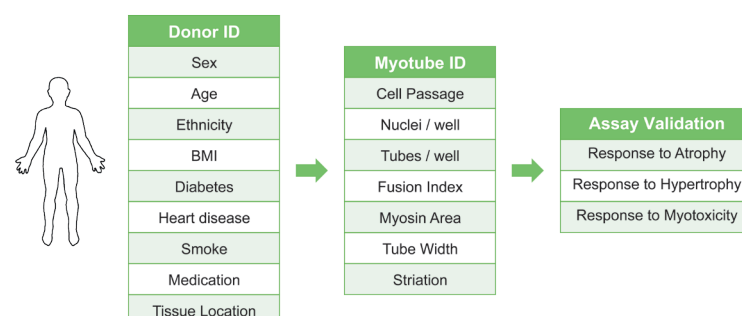 Donor ID
Sex
Age
Ethnicity
BMI
Diabetes
Heart disease
Smoke
Medication
Tissue Location
Myotube ID
Cell Passage
Nuclei / well
Tubes / well
Fusion Index
Myosin Area
Tube Width
Striation
Assay Validation
Response to Atrophy
Response to Hypertrophy
Response to Myotoxicity